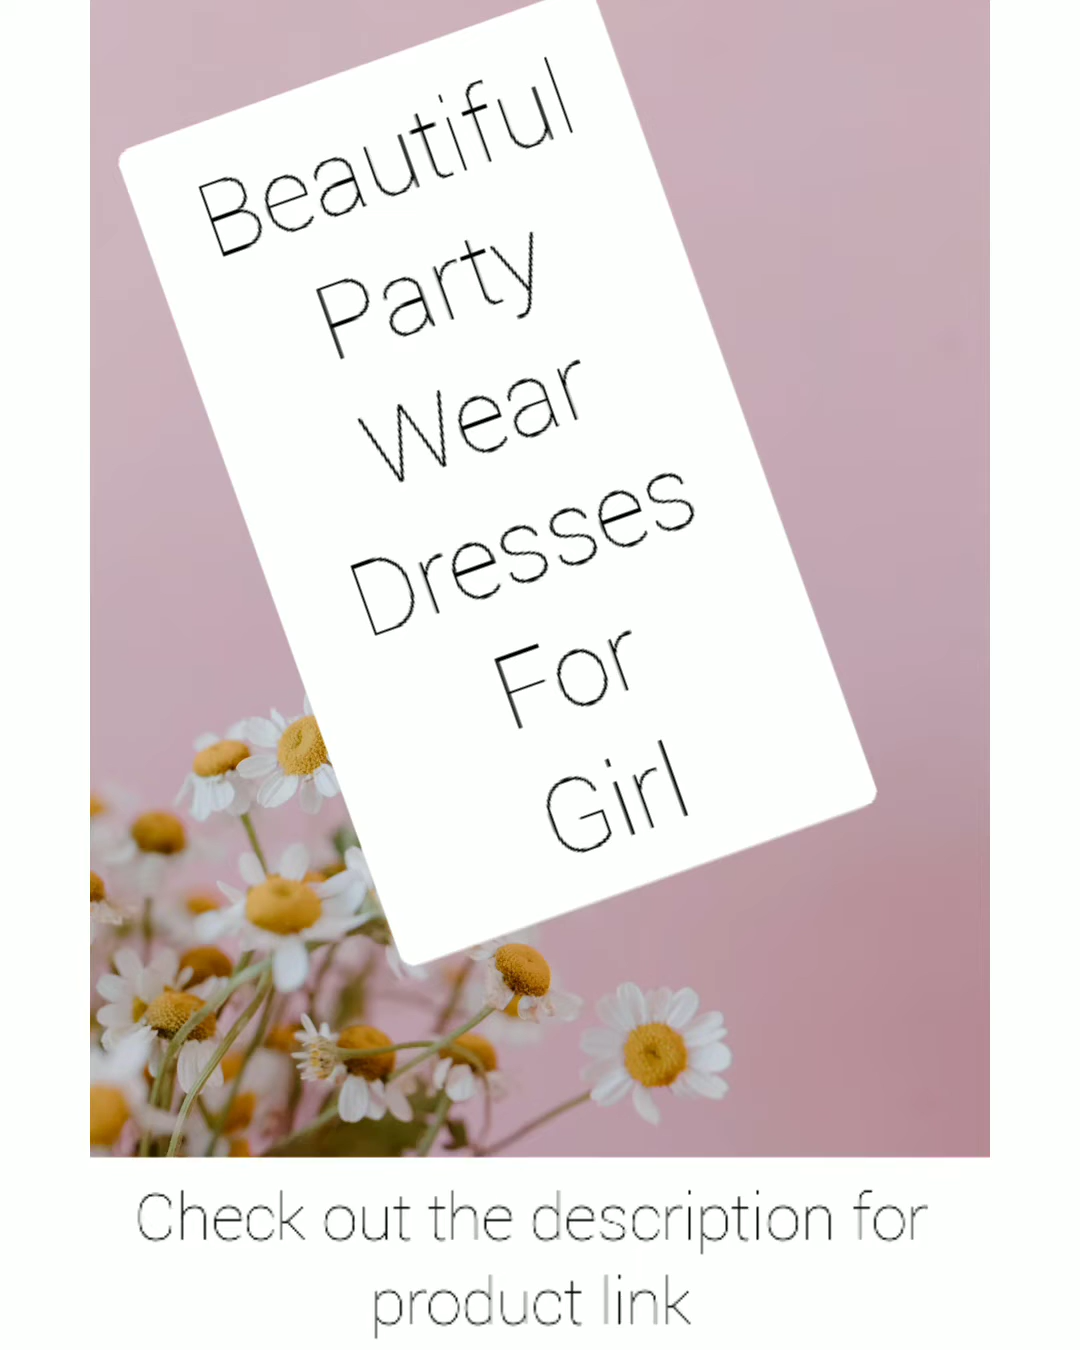 Beautiful
Party
Wear
Dresses
For
Girl
Check out the description for
product link